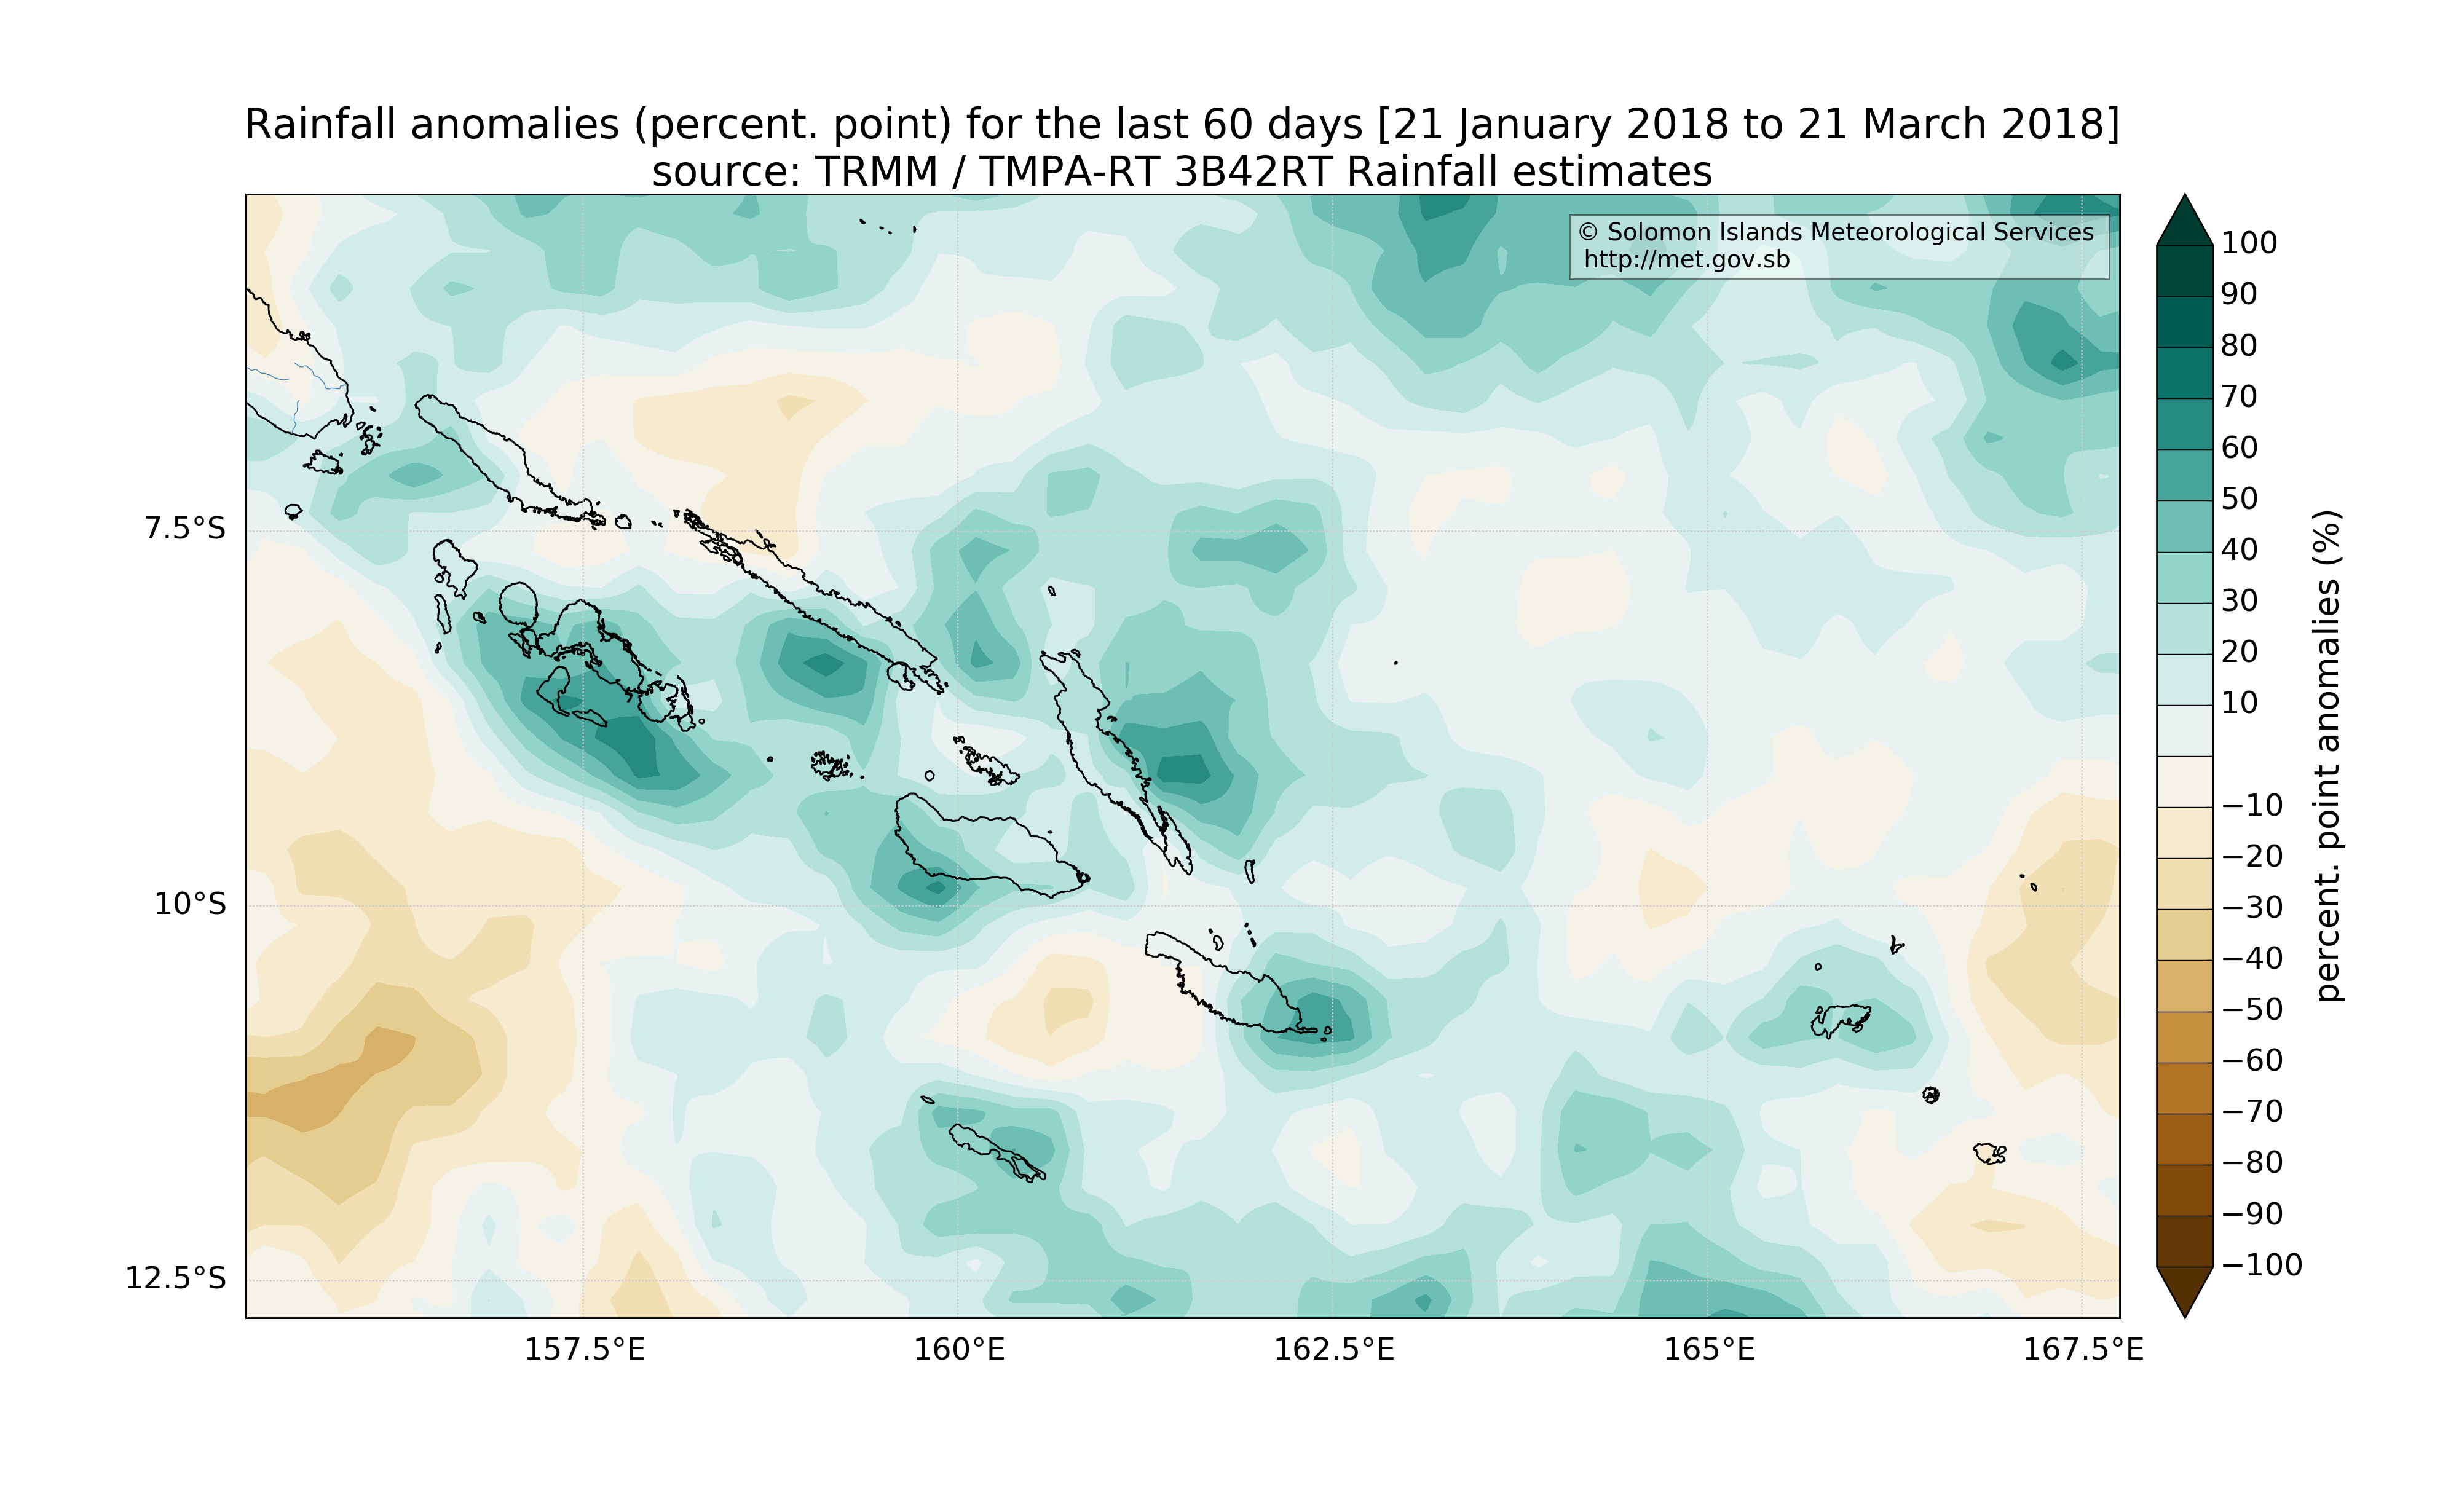 Rainfall anomalies (percent. point) for the last 60 days [21 January 2018 to 21 March 2018]
source: TRMM / TMPA-RT 3B42RT Rainfall estimates
© Solomon Islands Meteorological Services
http://met.gov.sb
7.5°S
10°S
12.5°S
157.5°E
160°E
162.5°E
165°E
167.5°E
100
90
80
70
60
50
40
30
20
10
−10
−20
−30
−40
−50
−60
−70
−80
−90
−100
percent. point anomalies (%)